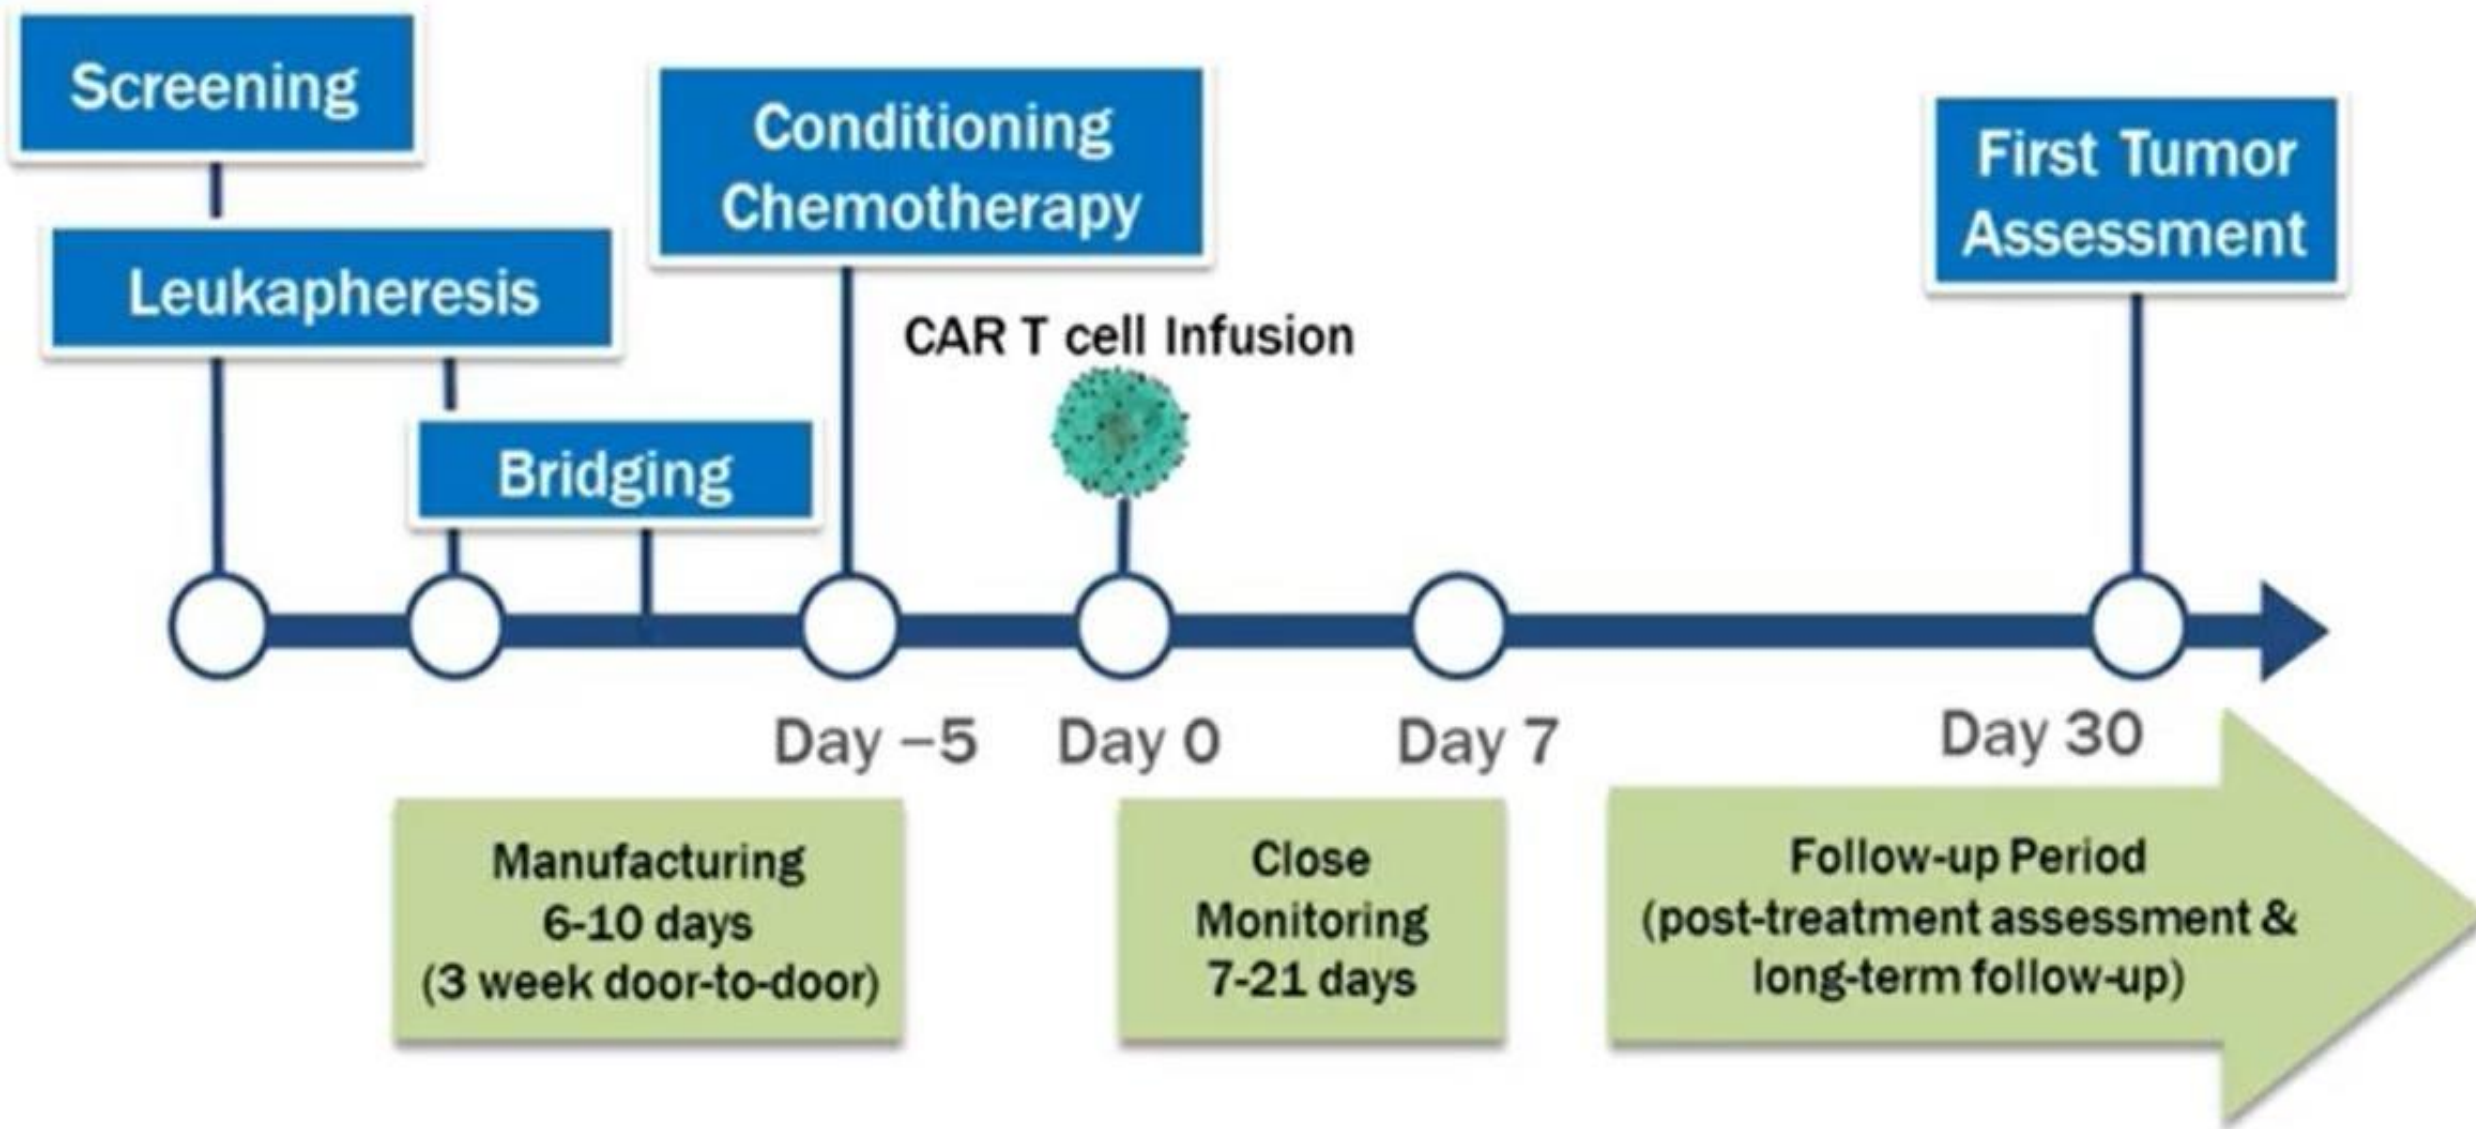 Screening
Leukapheresis
Bridging
Conditioning
Chemotherapy
CAR T cell Infusion
First Tumor
Assessment
Day –5
Day 0
Day 7
Day 30
Manufacturing
6-10 days
(3 week door-to-door)
Close
Monitoring
7-21 days
Follow-up Period
(post-treatment assessment &
long-term follow-up)